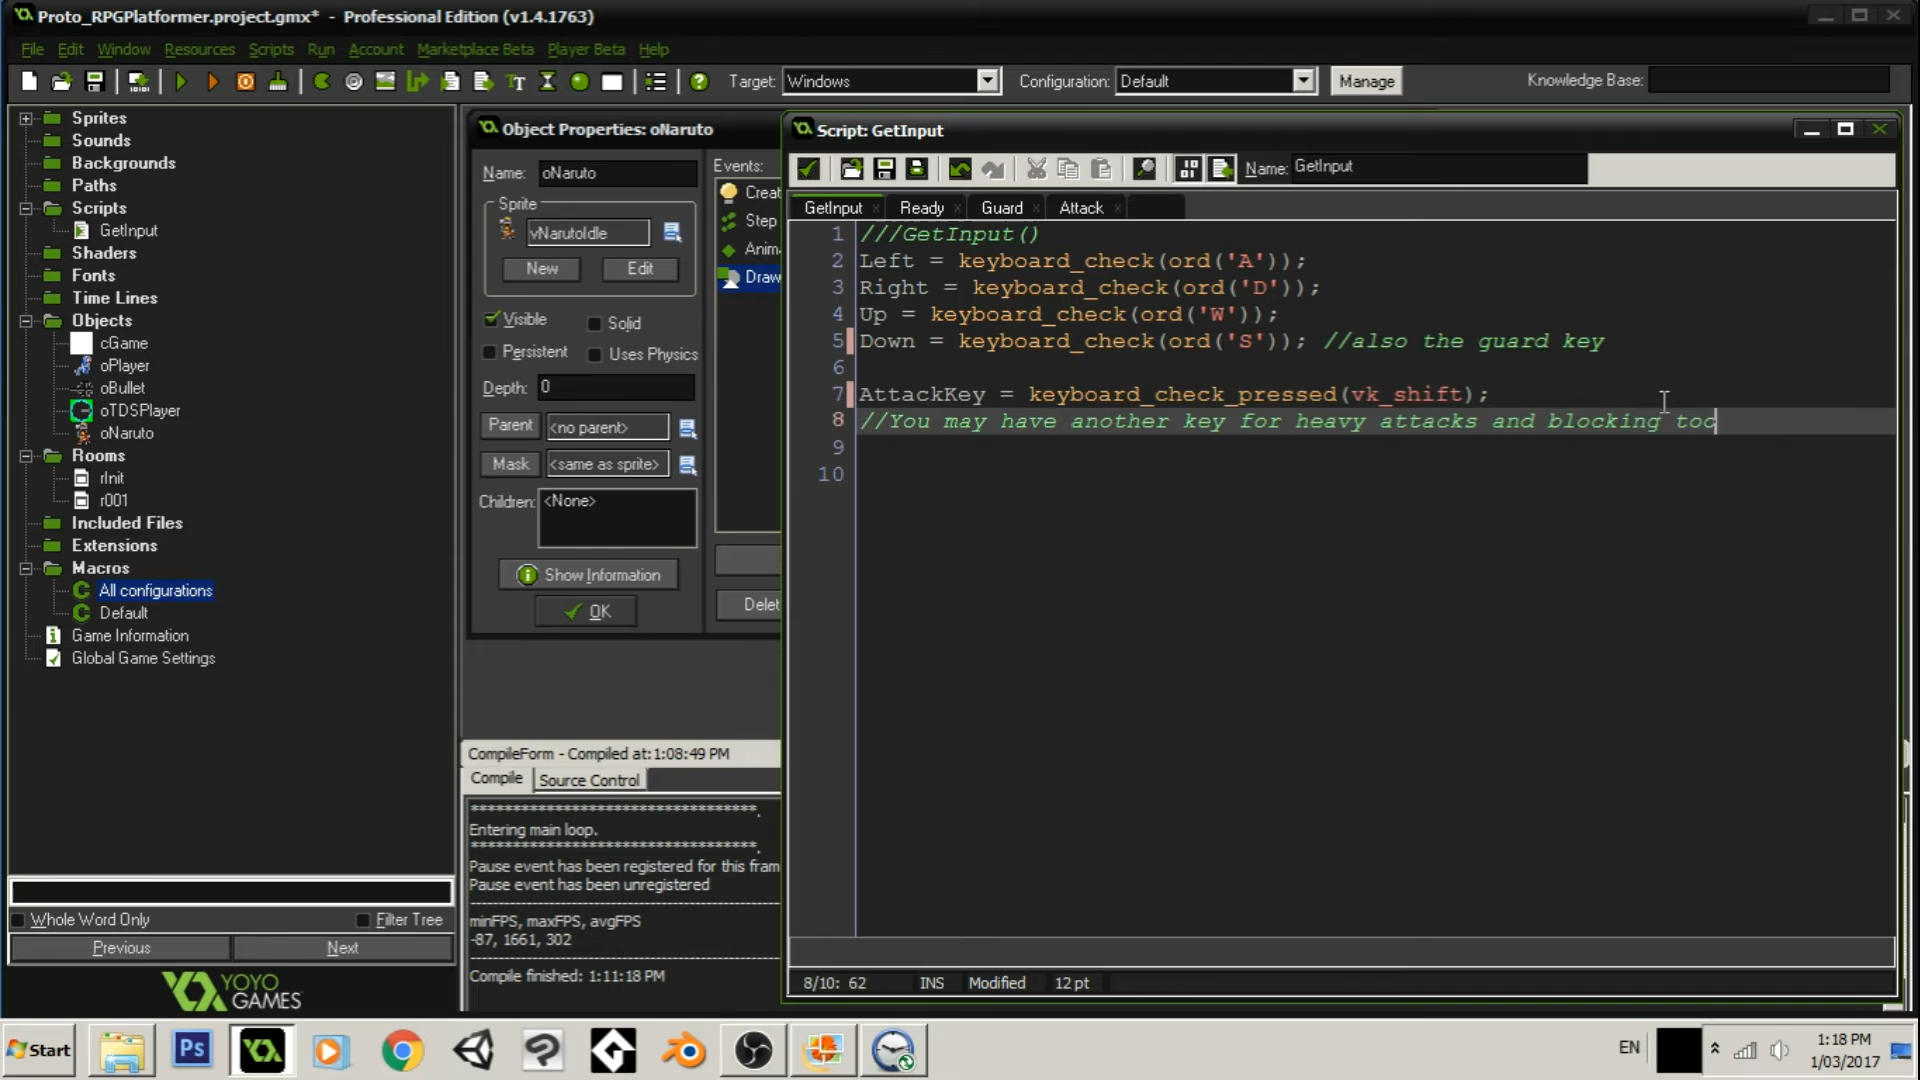 Proto_RPGPlatformer.project.gmx* - Professional Edition (v1.4.1763)
File Edit Window Resources Scripts Run Account Marketplace Beta Player Beta Help
Target: Windows Configuration: Default Manage Knowledge Base:
Sprites
Sounds
Backgrounds
Paths
Scripts
GetInput
Shaders
Fonts
Time Lines
Objects
cGame
oPlayer
oBullet
oTDSPlayer
oNaruto
Rooms
rInit
r001
Included Files
Extensions
Macros
All configurations
Default
Game Information
Global Game Settings
Whole Word Only Filter Tree
Previous Next
YOYO
GAMES
Object Properties: oNaruto
Name: oNaruto
Sprite
vNarutoIdle
New Edit
Visible Solid
Persistent Uses Physics
Depth: 0
Parent <no parent>
Mask <same as sprite>
Children: <None>
Show Information
OK
Events:
Creat
Step
Anim
Draw
Delet
CompileForm - Compiled at:1:08:49 PM
Compile Source Control
***********************************.
Entering main loop.
***********************************.
Pause event has been registered for this fram
Pause event has been unregistered
minFPS, maxFPS, avgFPS
-87, 1661, 302
Compile finished: 1:11:18 PM
Script: GetInput
Name: GetInput
GetInput Ready Guard Attack
1 ///GetInput()
2 Left = keyboard_check(ord('A'));
3 Right = keyboard_check(ord('D'));
4 Up = keyboard_check(ord('W'));
5 Down = keyboard_check(ord('S')); //also the guard key
6
7 AttackKey = keyboard_check_pressed(vk_shift);
8 //You may have another key for heavy attacks and blocking too
9
10
8/10: 62 INS Modified 12 pt
Start Ps EN 1:18 PM
1/03/2017